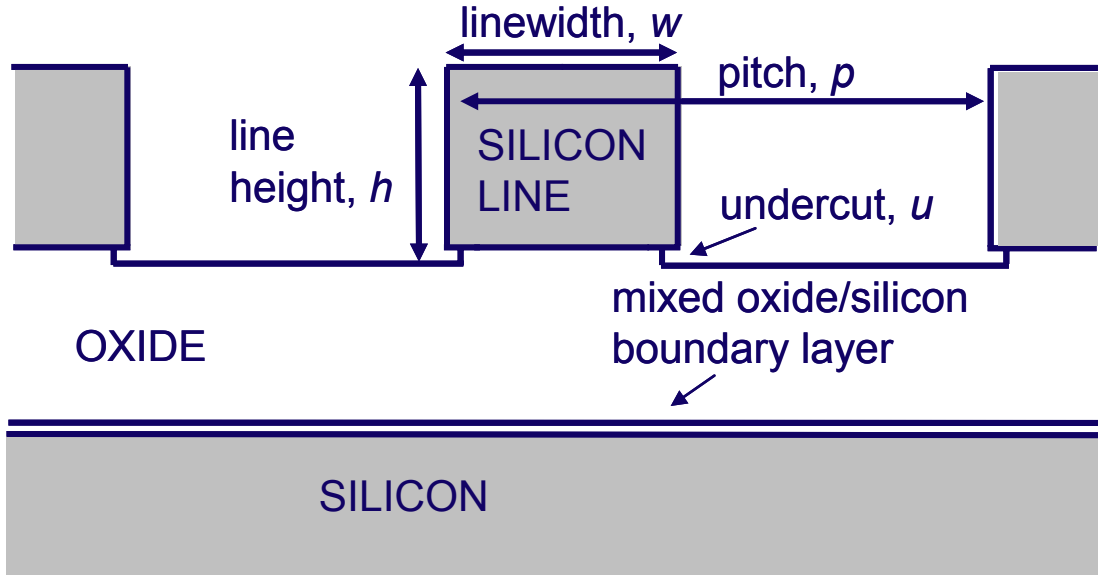 linewidth, w
pitch, p
line
height, h
SILICON
LINE
undercut, u
mixed oxide/silicon
boundary layer
OXIDE
SILICON